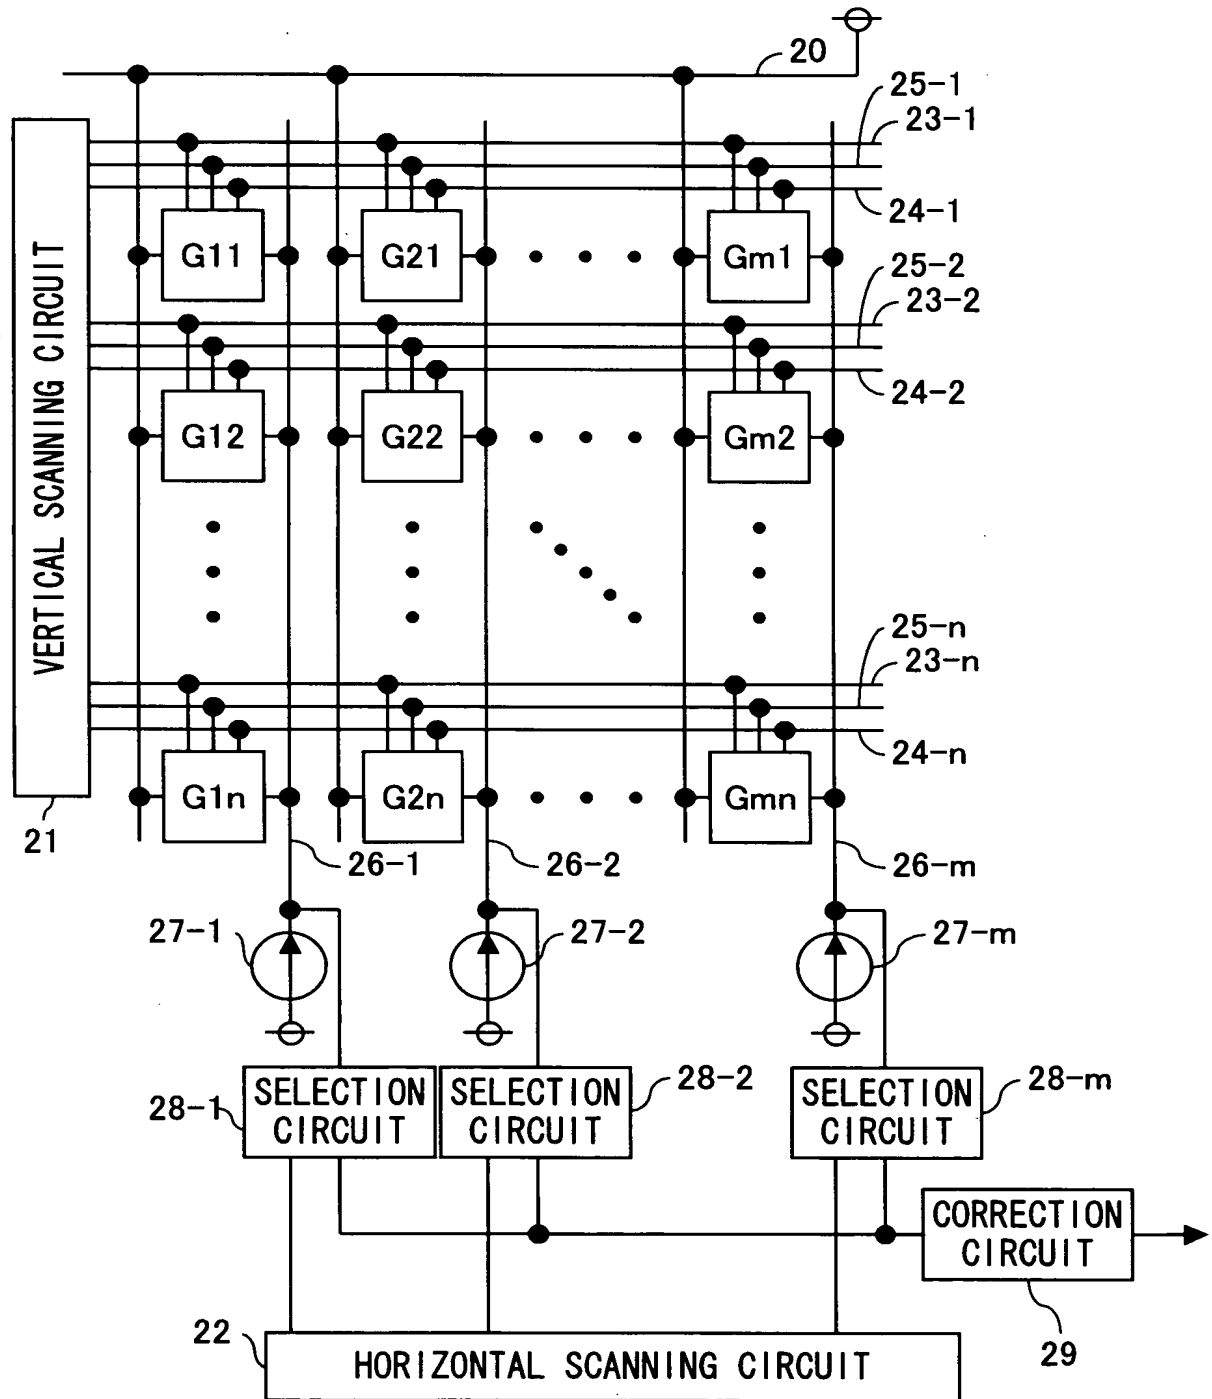 20
25-1
23-1
24-1
G11 G21 Gm1
25-2
23-2
24-2
G12 G22 Gm2
VERTICAL SCANNING CIRCUIT
25-n
23-n
24-n
G1n G2n Gmn
21
26-1 26-2 26-m
27-1 27-2 27-m
SELECTION
CIRCUIT
28-1
SELECTION
CIRCUIT
28-2
SELECTION
CIRCUIT
28-m
CORRECTION
CIRCUIT
29
22
HORIZONTAL SCANNING CIRCUIT